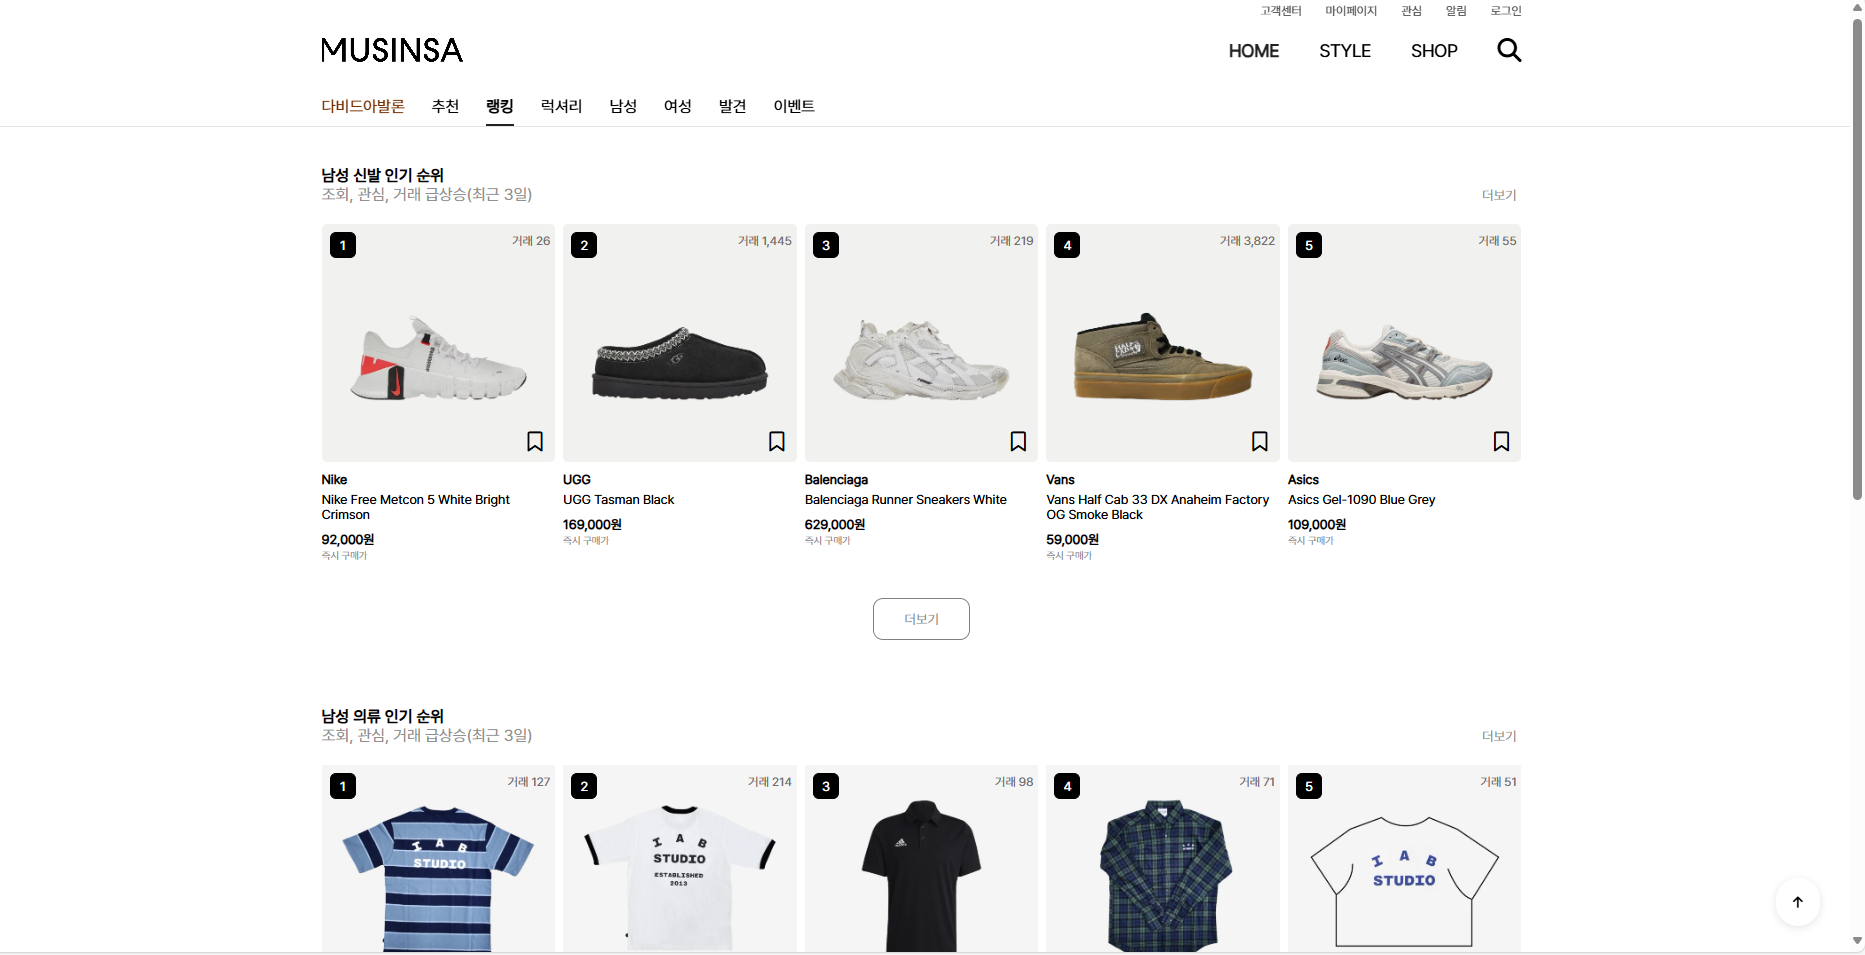 고객센터 마이페이지 관심 알림 로그인
MUSINSA
HOME STYLE SHOP
다비드아발론 추천 랭킹 럭셔리 남성 여성 발견 이벤트
남성 신발 인기 순위
조회, 관심, 거래 급상승(최근 3일)
더보기
1 거래 26
2 거래 1,445
3 거래 219
4 거래 3,822
5 거래 55
Nike
Nike Free Metcon 5 White Bright
Crimson
92,000원
즉시 구매가
UGG
UGG Tasman Black
169,000원
즉시 구매가
Balenciaga
Balenciaga Runner Sneakers White
629,000원
즉시 구매가
Vans
Vans Half Cab 33 DX Anaheim Factory
OG Smoke Black
59,000원
즉시 구매가
Asics
Asics Gel-1090 Blue Grey
109,000원
즉시 구매가
더보기
남성 의류 인기 순위
조회, 관심, 거래 급상승(최근 3일)
더보기
1 거래 127
I A B
STUDIO
2 거래 214
I A B
STUDIO
ESTABLISHED
2013
3 거래 98
4 거래 71
5 거래 51
I A B
STUDIO